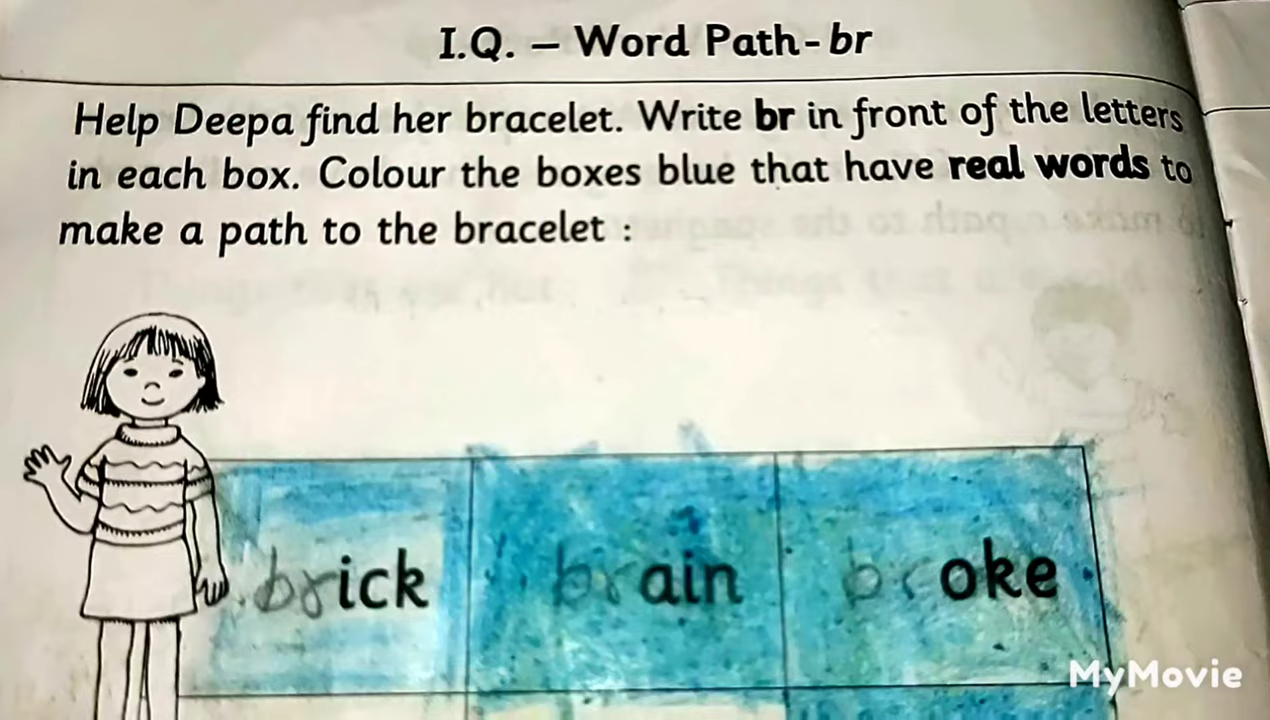 I.Q. – Word Path - br
Help Deepa find her bracelet. Write br in front of the letters
in each box. Colour the boxes blue that have real words to
make a path to the bracelet :
brick brain broke
MyMovie